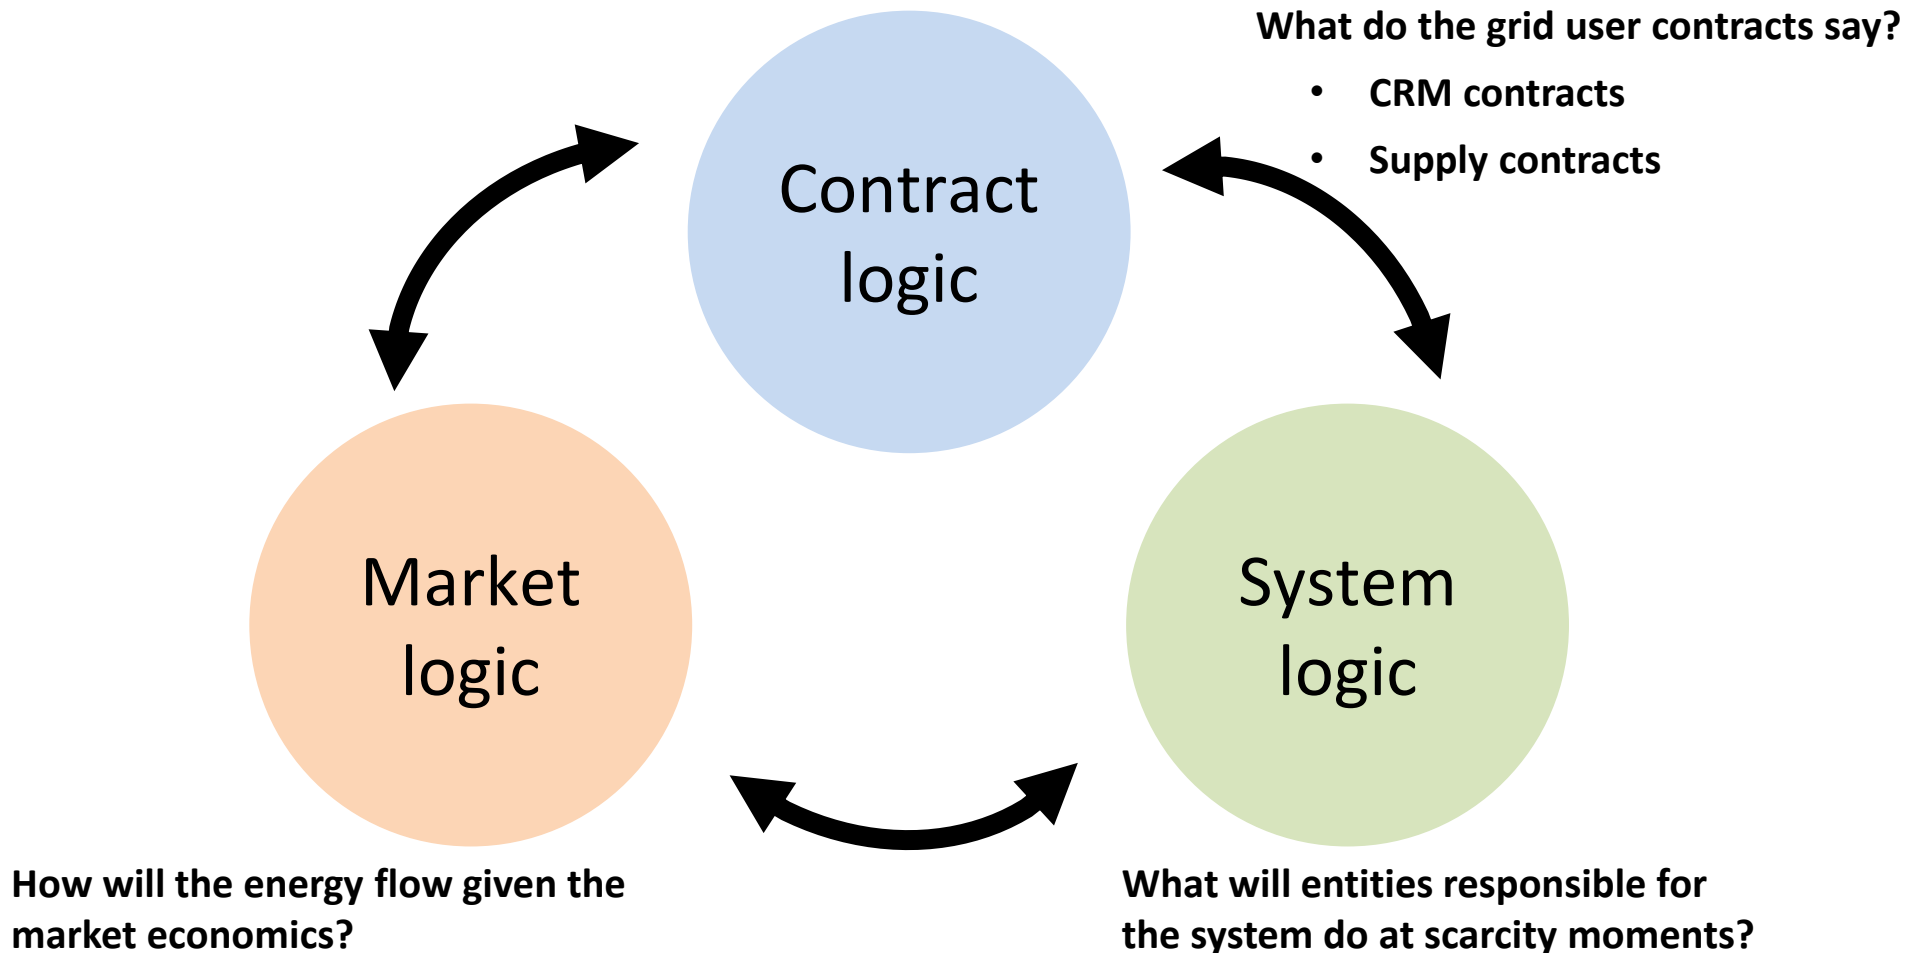 What do the grid user contracts say?
• CRM contracts
• Supply contracts
Contract
logic
Market
logic
System
logic
How will the energy flow given the
market economics?
What will entities responsible for
the system do at scarcity moments?